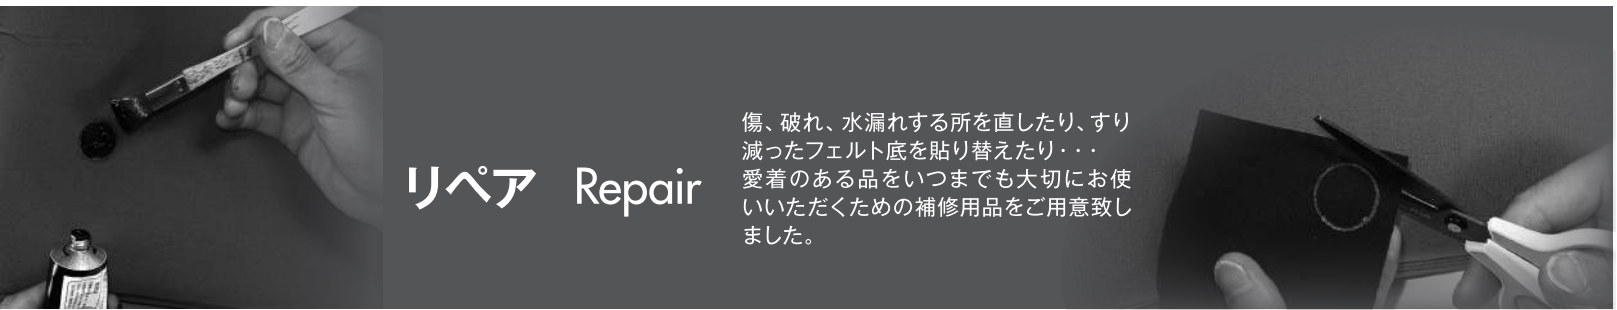 リペア Repair
傷、破れ、水漏れする所を直したり、すり
減ったフェルト底を貼り替えたり・・・
愛着のある品をいつまでも大切にお使
いいただくための補修用品をご用意致し
ました。